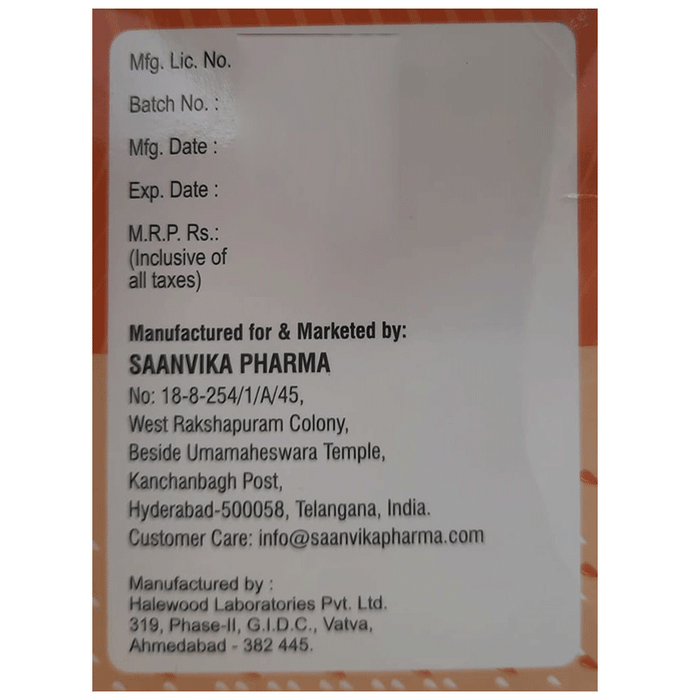 Mfg. Lic. No.
Batch No. :
Mfg. Date :
Exp. Date :
M.R.P. Rs.:
(Inclusive of
all taxes)
Manufactured for & Marketed by:
SAANVIKA PHARMA
No: 18-8-254/1/A/45,
West Rakshapuram Colony,
Beside Umamaheswara Temple,
Kanchanbagh Post,
Hyderabad-500058, Telangana, India.
Customer Care: info@saanvikapharma.com
Manufactured by :
Halewood Laboratories Pvt. Ltd.
319, Phase-II, G.I.D.C., Vatva,
Ahmedabad - 382 445.